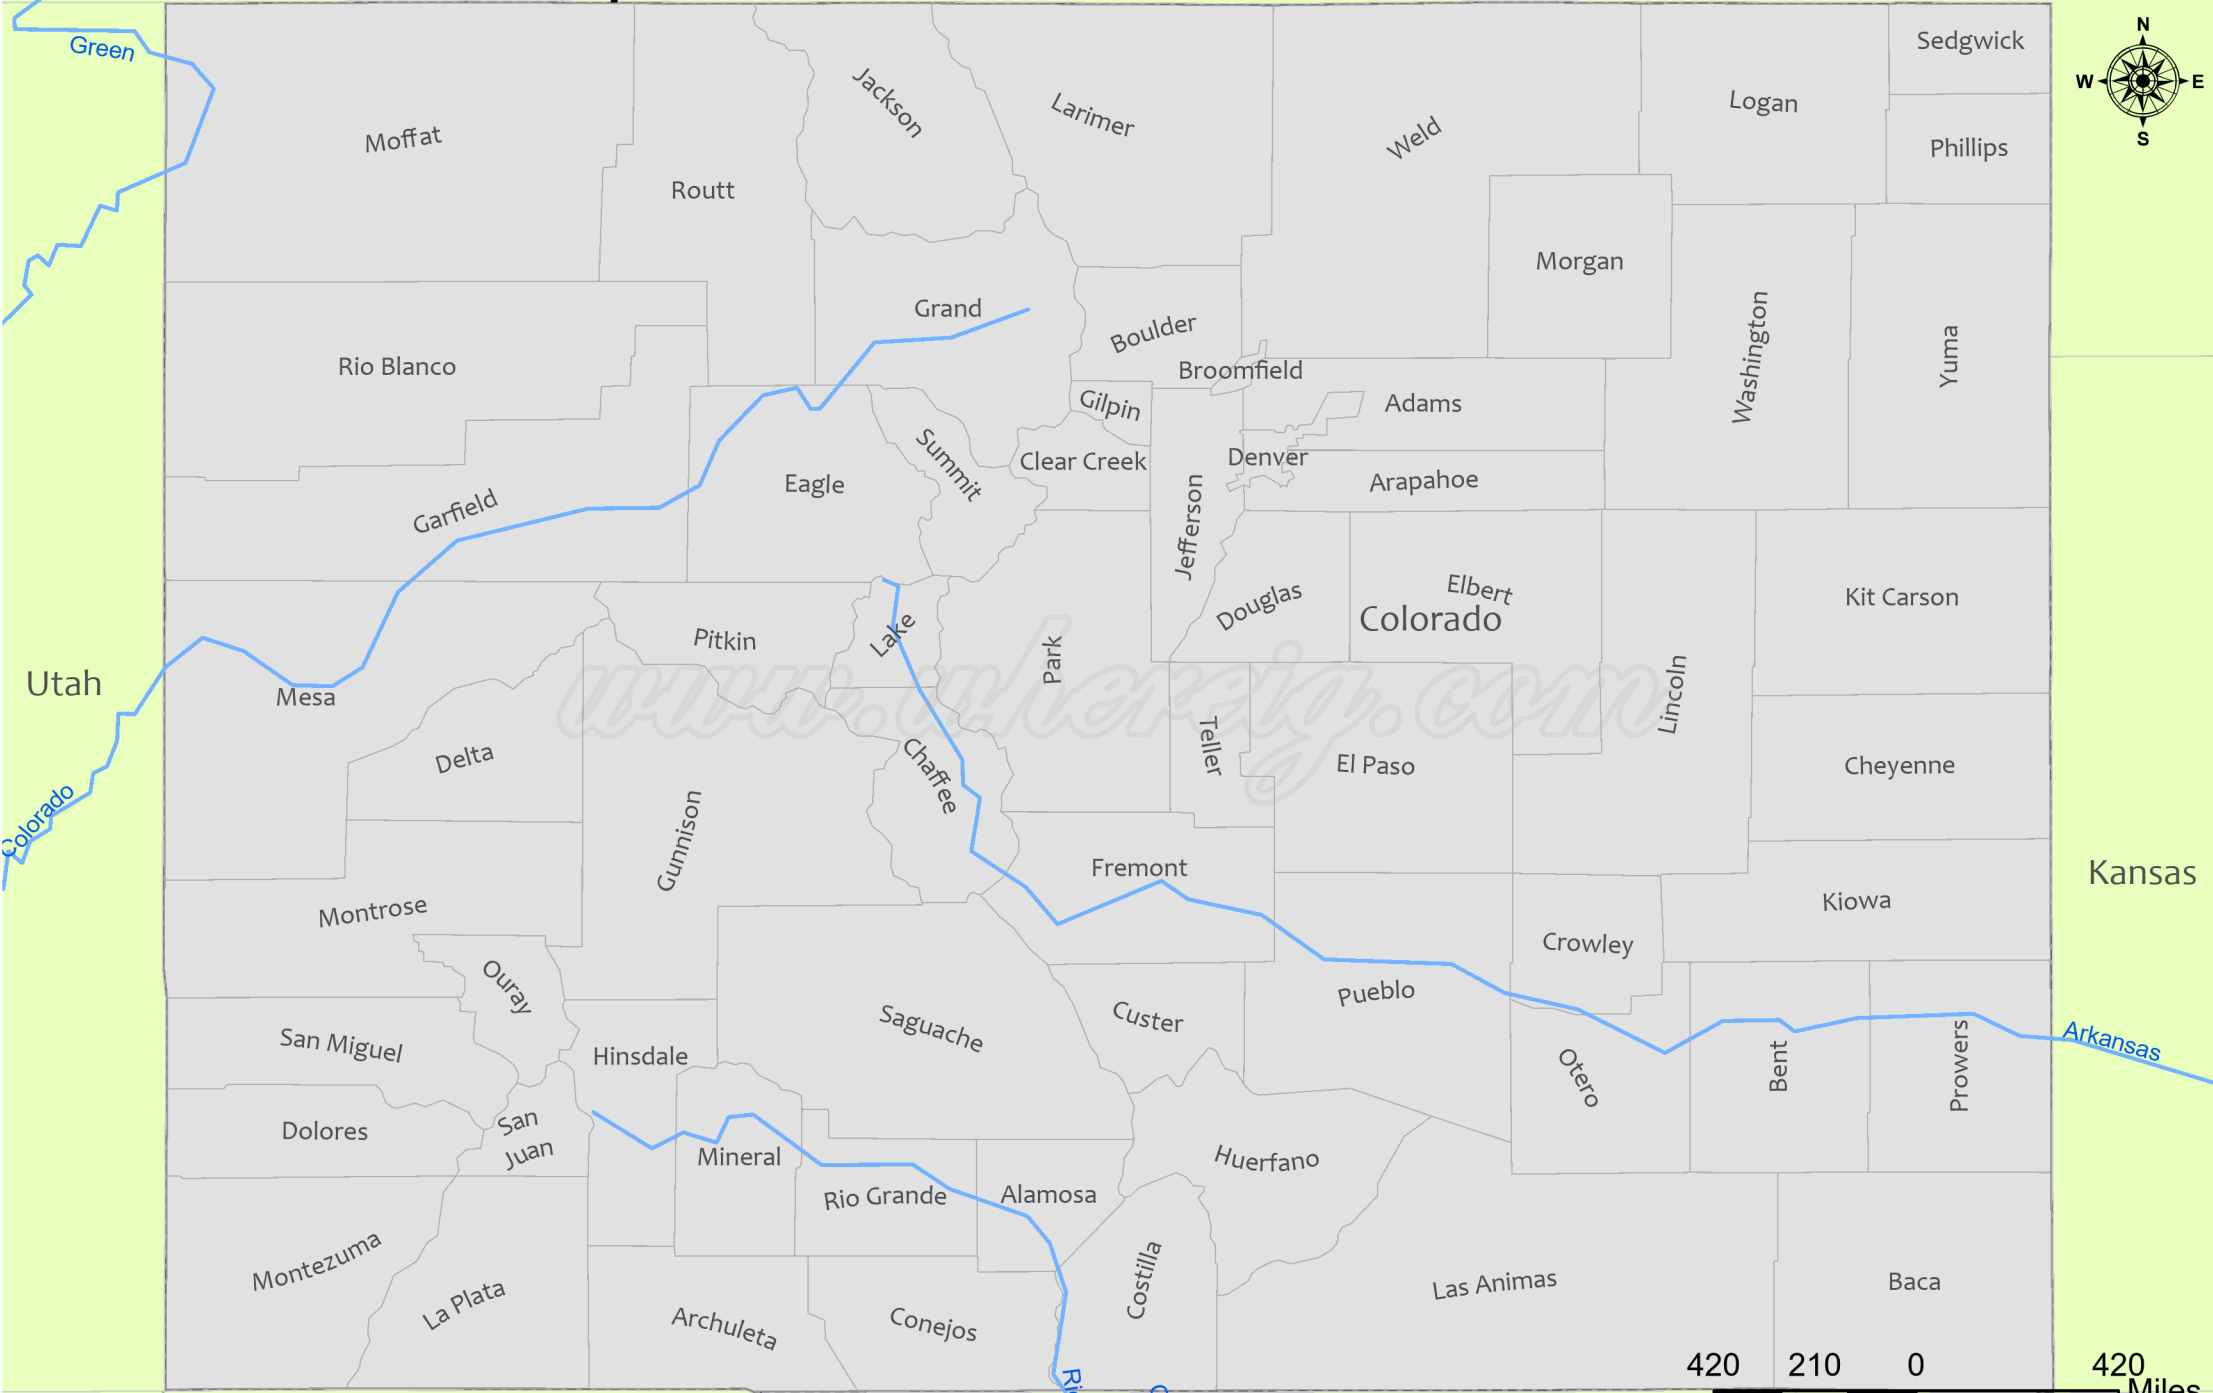 Green
N
W
E
S
Sedgwick
Jackson
Larimer
Logan
Moffat
Weld
Phillips
Routt
Morgan
Grand
Boulder
Washington
Yuma
Rio Blanco
Broomfield
Gilpin
Adams
Summit
Clear Creek
Denver
Eagle
Arapahoe
Garfield
Jefferson
Elbert
Kit Carson
Douglas
Colorado
Pitkin
Lake
Park
Utah
Mesa
www.whereig.com
Lincoln
Teller
Delta
El Paso
Cheyenne
Chaffee
Colorado
Gunnison
Fremont
Kansas
Montrose
Kiowa
Crowley
Ouray
Pueblo
Custer
Saguache
San Miguel
Hinsdale
Arkansas
Otero
Bent
Prowers
Dolores
San
Juan
Mineral
Huerfano
Rio Grande
Alamosa
Montezuma
Costilla
Las Animas
Baca
La Plata
Archuleta
Conejos
420 210 0 420
Miles